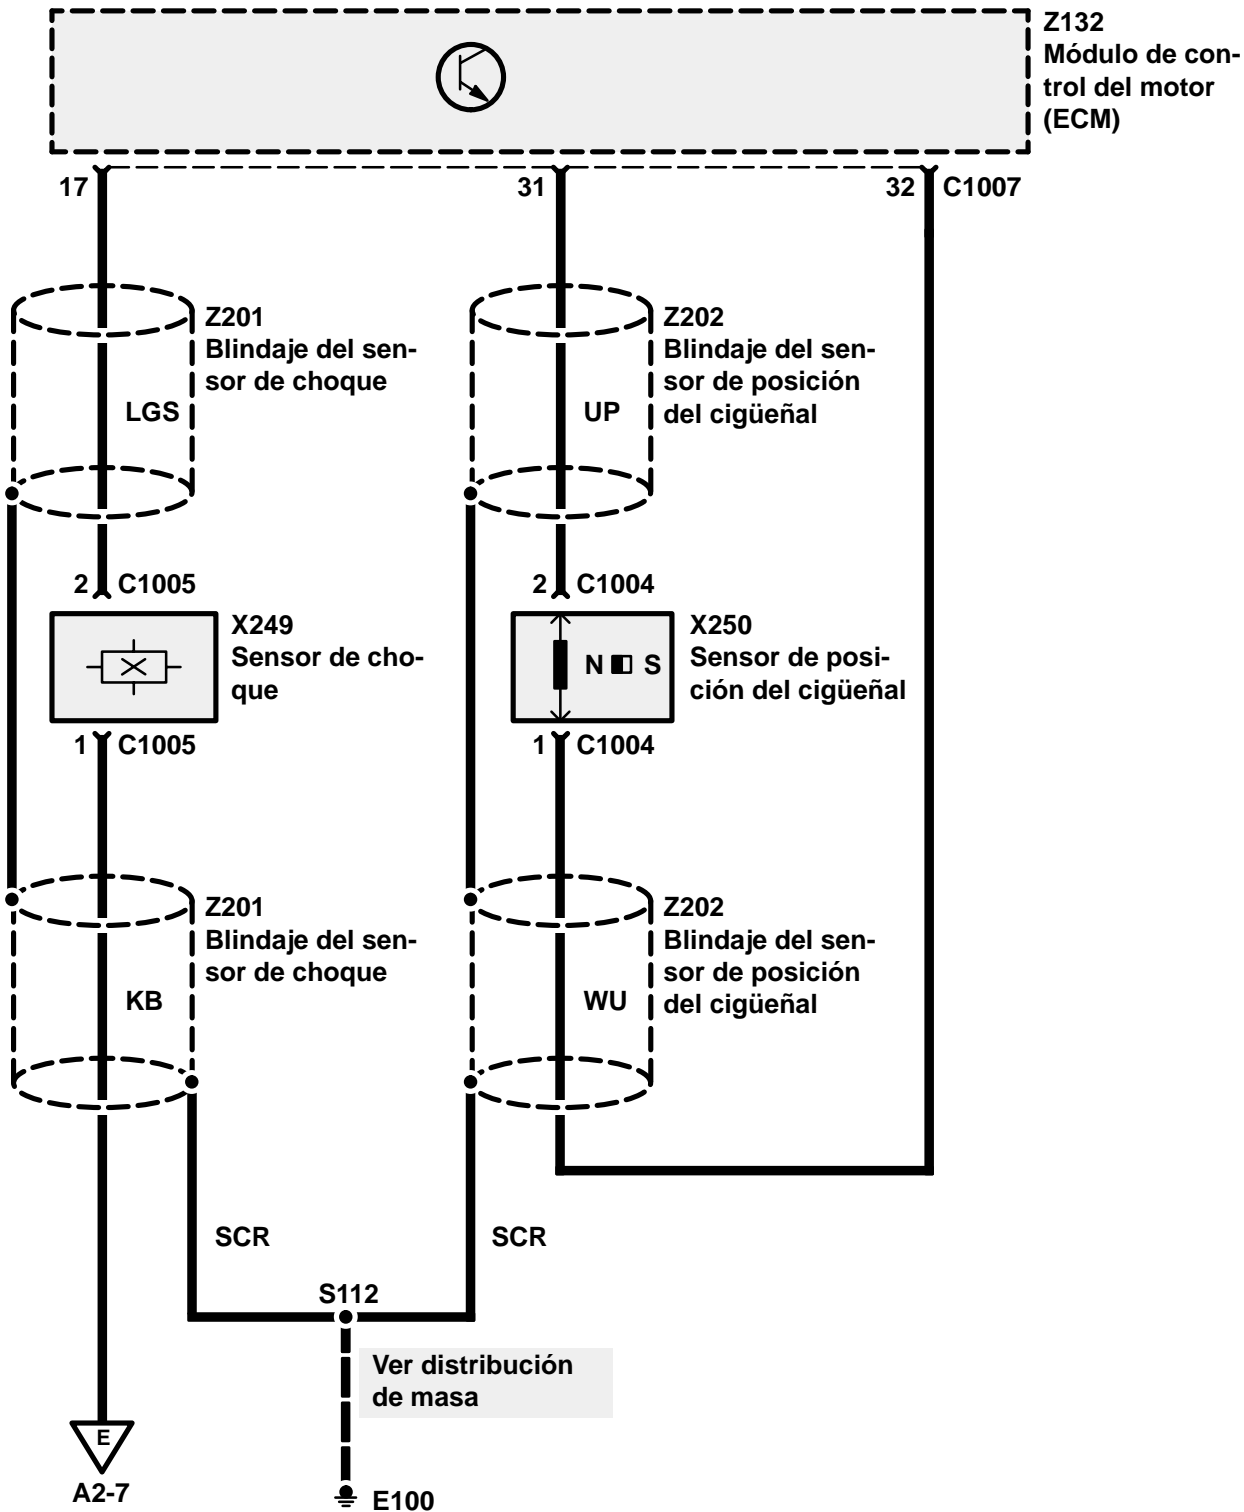 Z132
Módulo de con-
trol del motor
(ECM)
17
31
32
C1007
Z201
Blindaje del sen-
sor de choque
LGS
Z202
Blindaje del sen-
sor de posición
del cigüeñal
UP
2
C1005
2
C1004
X249
Sensor de cho-
que
X250
Sensor de posi-
ción del cigüeñal
N
S
1
C1005
1
C1004
Z201
Blindaje del sen-
sor de choque
KB
Z202
Blindaje del sen-
sor de posición
del cigüeñal
WU
SCR
SCR
S112
Ver distribución
de masa
E
A2-7
E100